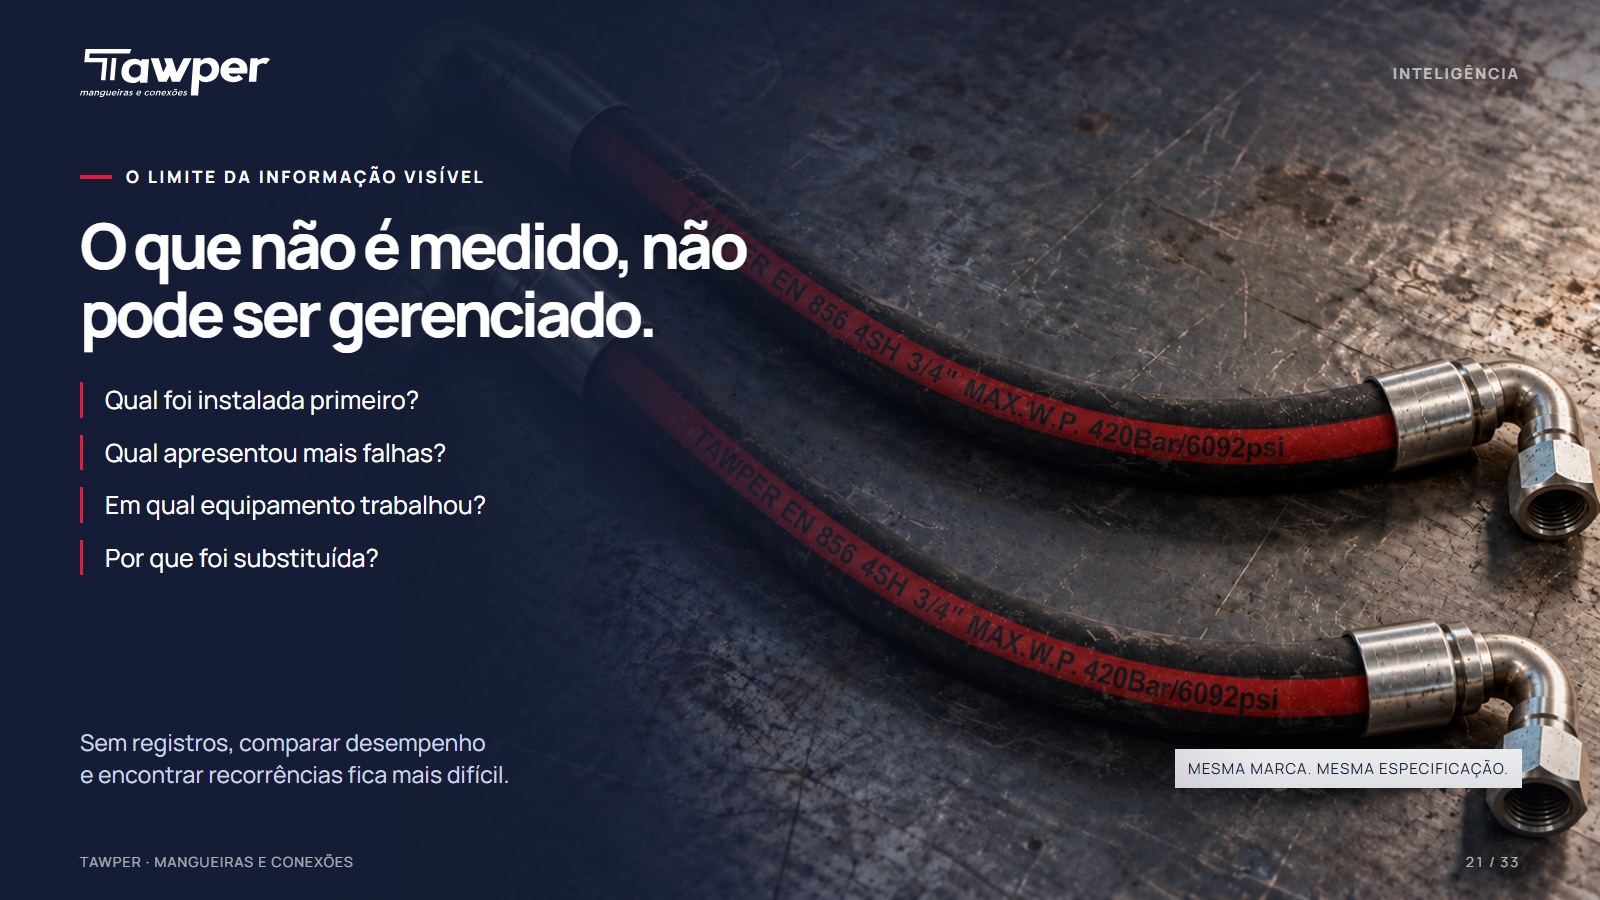 Tawper
mangueiras e conexões
INTELIGÊNCIA
O LIMITE DA INFORMAÇÃO VISÍVEL
O que não é medido, não
pode ser gerenciado.
Qual foi instalada primeiro?
Qual apresentou mais falhas?
Em qual equipamento trabalhou?
Por que foi substituída?
TAWPER EN 856 4SH 3/4" MAX.W.P. 420Bar/6092psi
TAWPER EN 856 4SH 3/4" MAX.W.P. 420Bar/6092psi
Sem registros, comparar desempenho
e encontrar recorrências fica mais difícil.
MESMA MARCA. MESMA ESPECIFICAÇÃO.
TAWPER · MANGUEIRAS E CONEXÕES
21 / 33